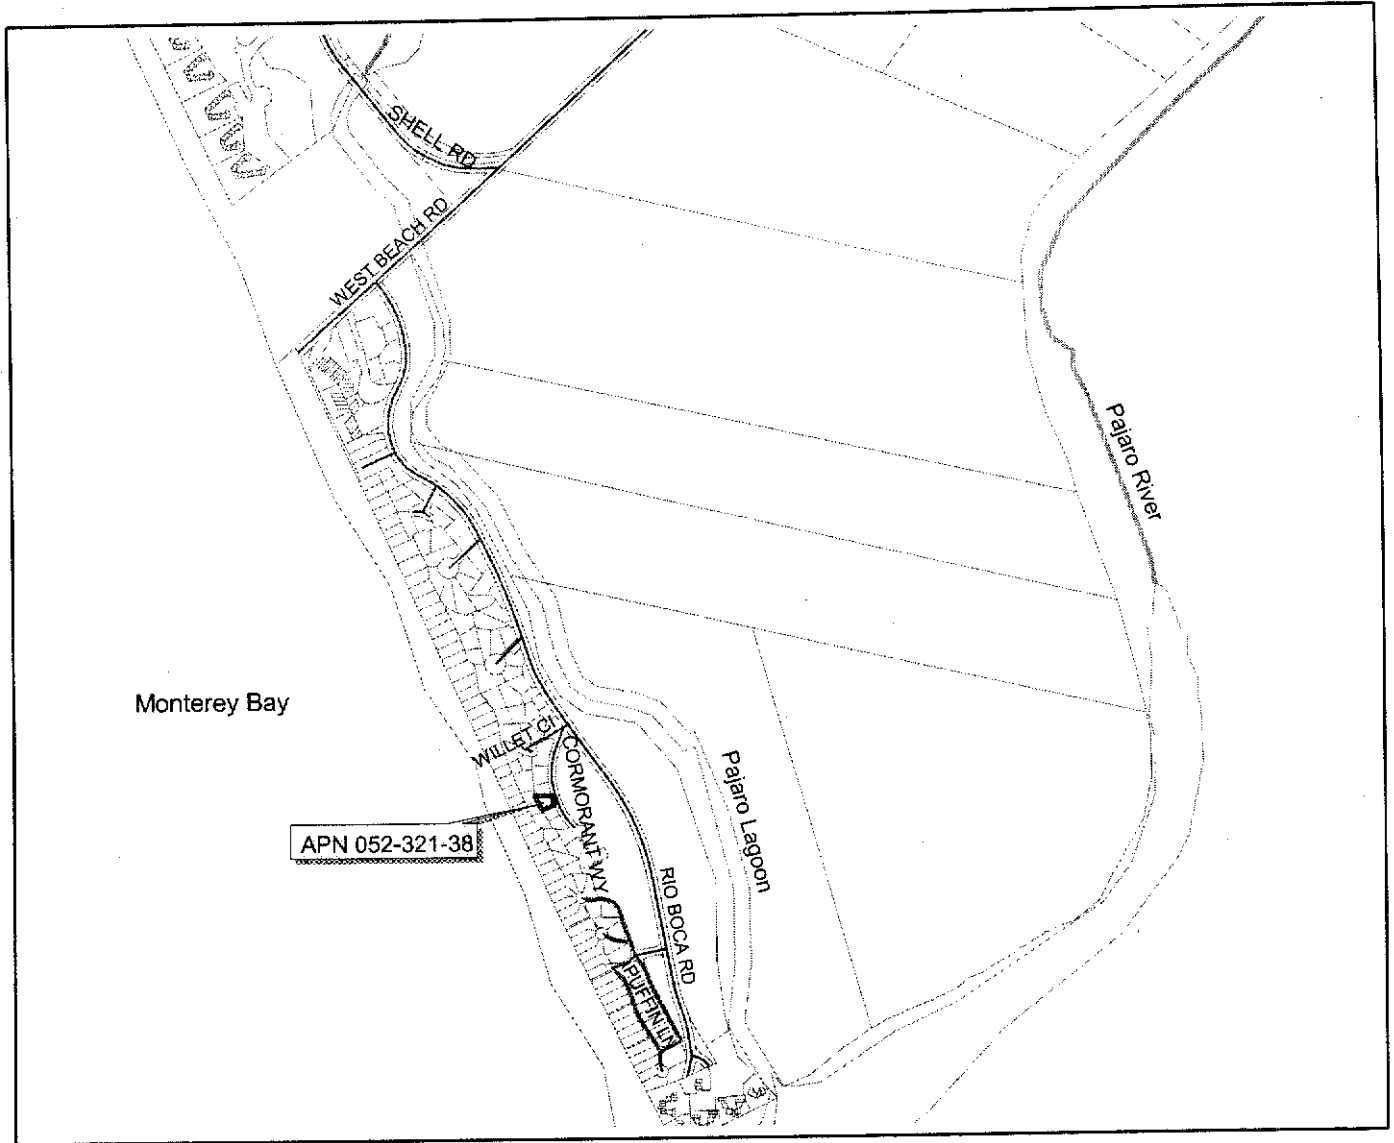 SHELL RD
WEST BEACH RD
Pajaro River
Monterey Bay
WILLET CI
CORMORANT WY
Pajaro Lagoon
APN 052-321-38
RIO BOCA RD
PUFFIN LN